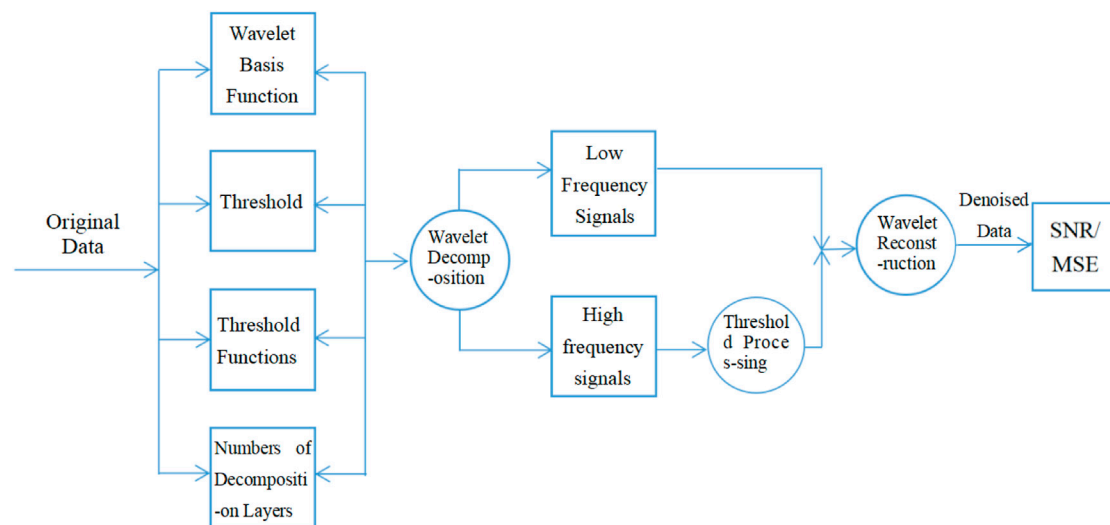 Original
Data
Wavelet
Basis
Function
Threshold
Threshold
Functions
Numbers of
Decompositi
-on Layers
Wavelet
Decomp
-osition
Low
Frequency
Signals
High
frequency
signals
Threshol
d Proce
s-sing
Wavelet
Reconst
-ruction
Denoised
Data
SNR/
MSE